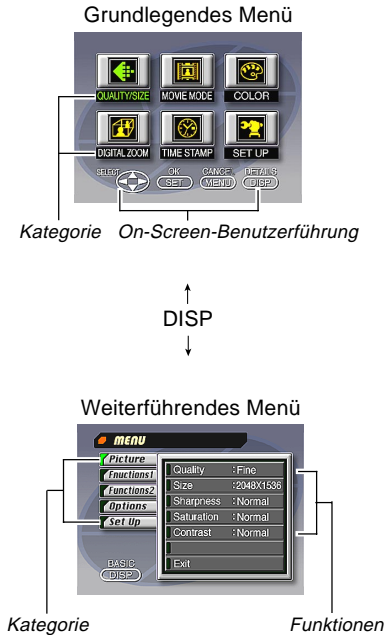 Grundlegendes Menü
QUALITY/SIZE MOVIE MODE COLOR
DIGITAL ZOOM TIME STAMP SET UP
SELECT OK CANCEL DETAILS
SET MENU DISP
Kategorie On-Screen-Benutzerführung
DISP
Weiterführendes Menü
MENU
Picture
Fnuctions1
Functions2
Options
Set Up
Quality :Fine
Size :2048X1536
Sharpness :Normal
Saturation :Normal
Contrast :Normal
Exit
BASIC
DISP
Kategorie Funktionen